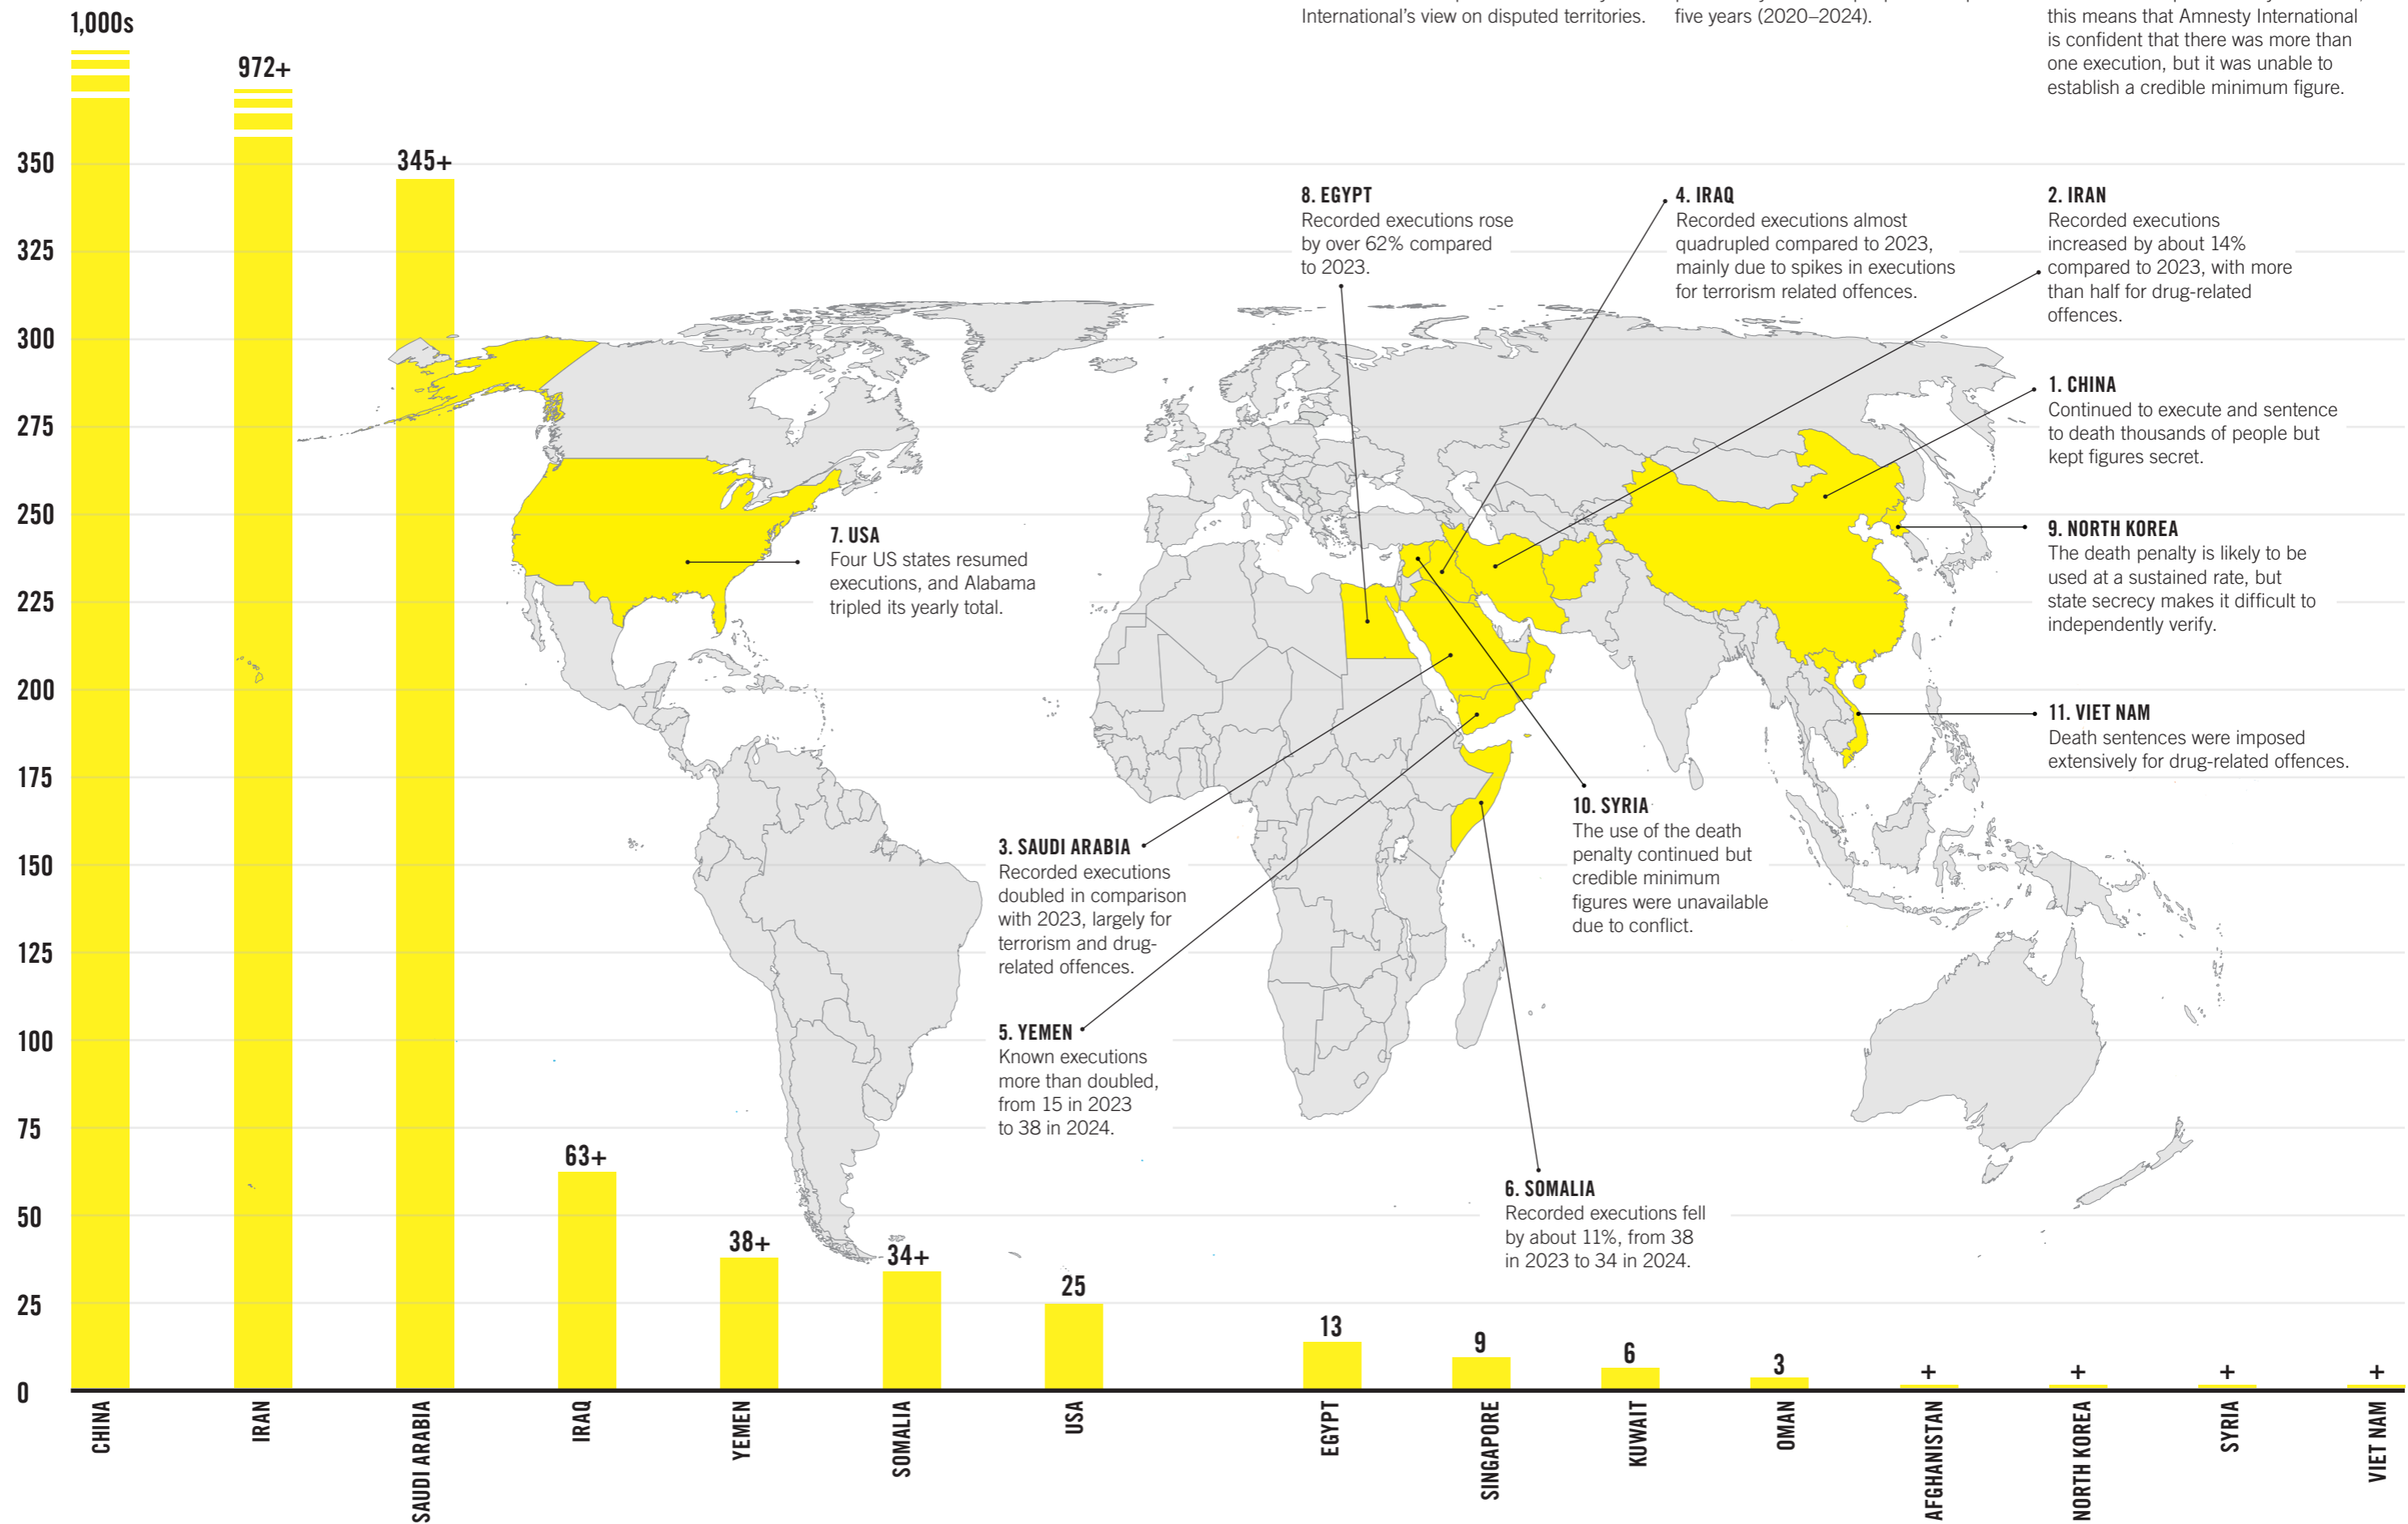 International's view on disputed territories.
five years (2020–2024).
this means that Amnesty International
is confident that there was more than
one execution, but it was unable to
establish a credible minimum figure.
1,000s
972+
345+
63+
38+
34+
25
13
9
6
3
+
+
+
+
350
325
300
275
250
225
200
175
150
125
100
75
50
25
0
8. EGYPT
Recorded executions rose
by over 62% compared
to 2023.
4. IRAQ
Recorded executions almost
quadrupled compared to 2023,
mainly due to spikes in executions
for terrorism related offences.
2. IRAN
Recorded executions
increased by about 14%
compared to 2023, with more
than half for drug-related
offences.
1. CHINA
Continued to execute and sentence
to death thousands of people but
kept figures secret.
7. USA
Four US states resumed
executions, and Alabama
tripled its yearly total.
9. NORTH KOREA
The death penalty is likely to be
used at a sustained rate, but
state secrecy makes it difficult to
independently verify.
11. VIET NAM
Death sentences were imposed
extensively for drug-related offences.
10. SYRIA
The use of the death
penalty continued but
credible minimum
figures were unavailable
due to conflict.
3. SAUDI ARABIA
Recorded executions
doubled in comparison
with 2023, largely for
terrorism and drug-
related offences.
5. YEMEN
Known executions
more than doubled,
from 15 in 2023
to 38 in 2024.
6. SOMALIA
Recorded executions fell
by about 11%, from 38
in 2023 to 34 in 2024.
CHINA
IRAN
SAUDI ARABIA
IRAQ
YEMEN
SOMALIA
USA
EGYPT
SINGAPORE
KUWAIT
OMAN
AFGHANISTAN
NORTH KOREA
SYRIA
VIET NAM